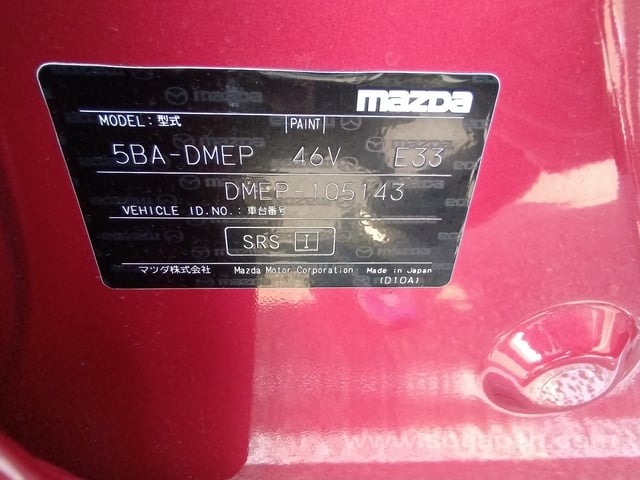 mazda
MODEL:型式 PAINT
5BA-DMEP 46V E33
DMEP-105143
VEHICLE ID.NO.:車台番号
SRS I
マツダ株式会社 Mazda Motor Corporation Made in Japan
(D10A)